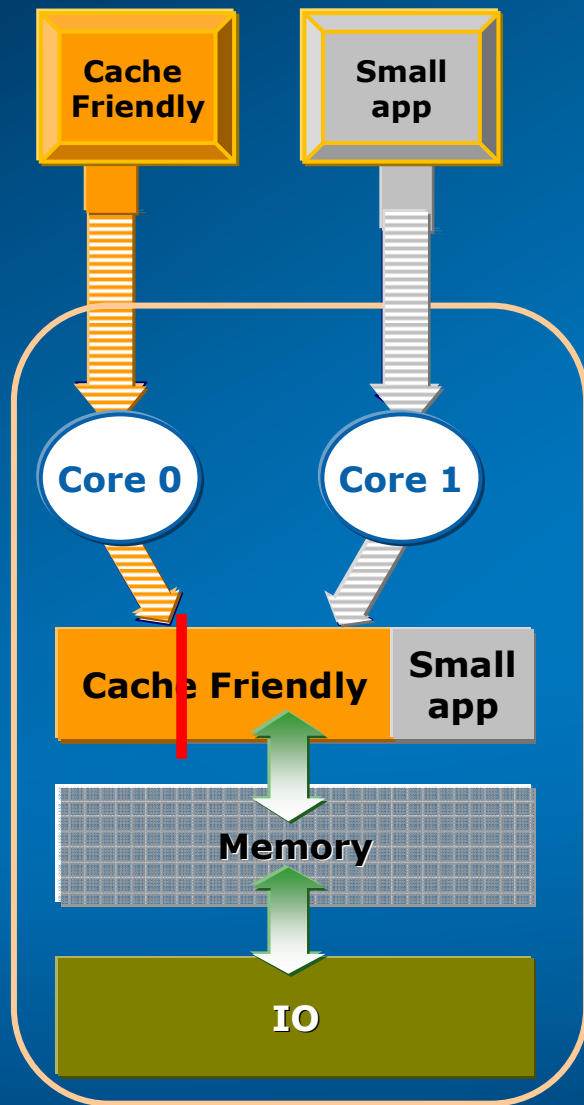 Cache
Friendly
Small
app
Core 0
Core 1
Cache Friendly
Small
app
Memory
IO